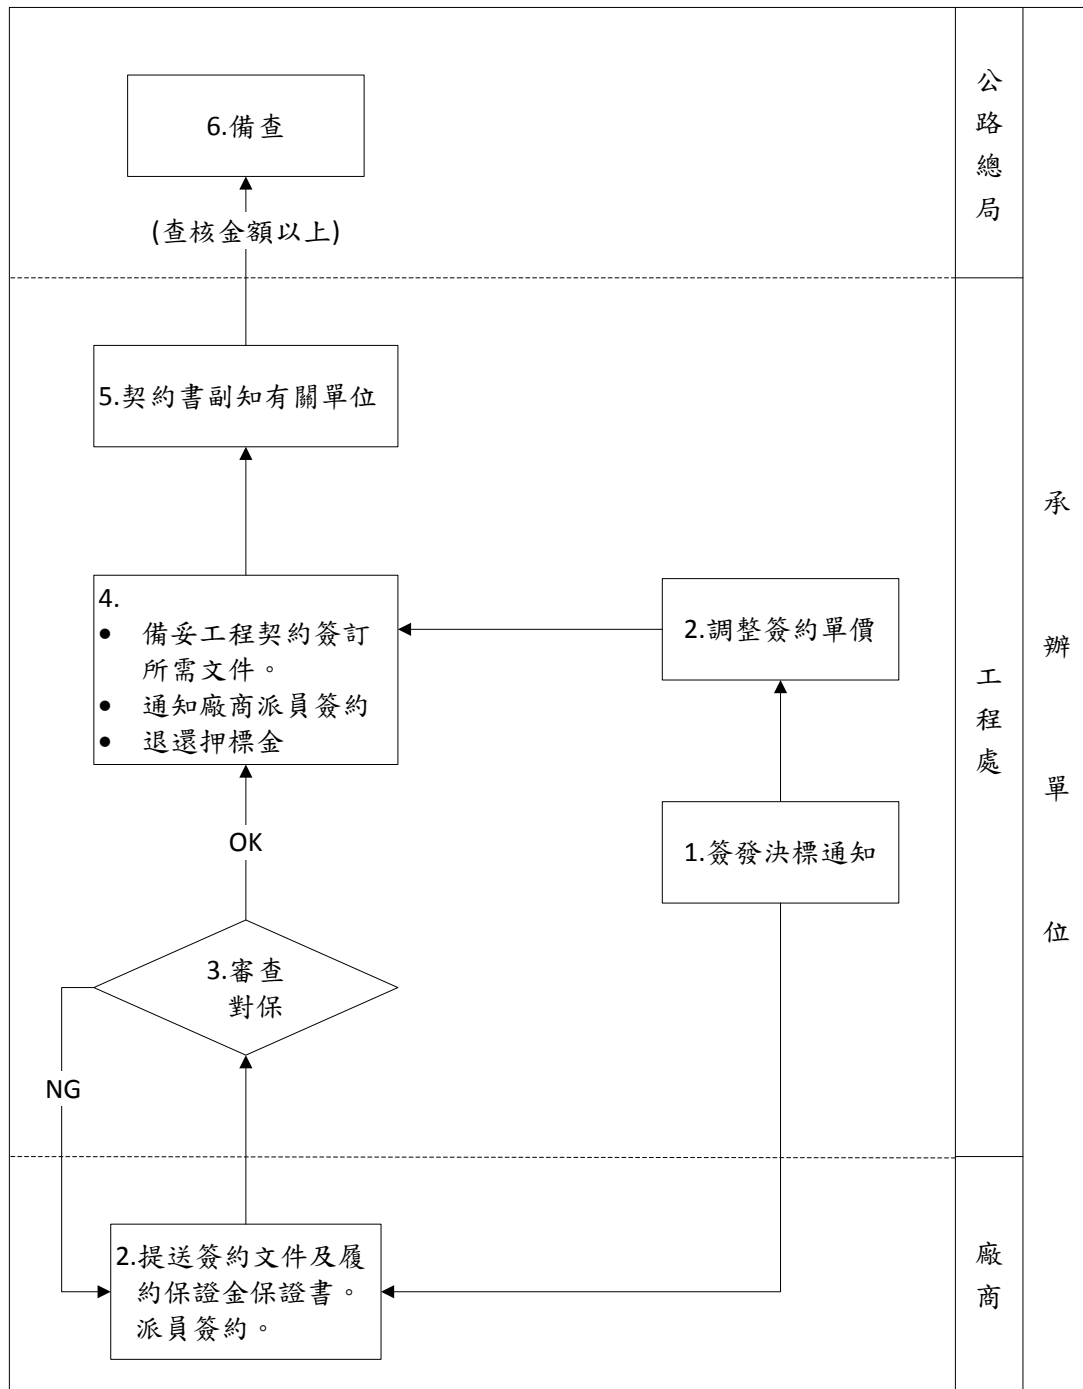 6.備查
(查核金額以上)
5.契約書副知有關單位
4.
● 備妥工程契約簽訂
所需文件。
● 通知廠商派員簽約
● 退還押標金
2.調整簽約單價
1.簽發決標通知
OK
3.審查
對保
NG
2.提送簽約文件及履
約保證金保證書。
派員簽約。
公路總局
工程處
廠商
承辦單位